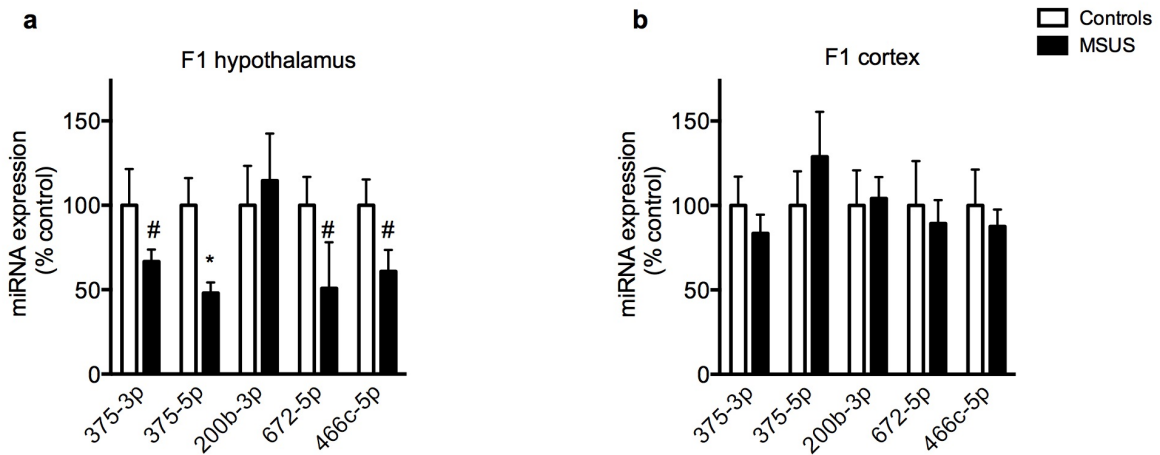 a
F1 hypothalamus
miRNA expression
(% control)
150
100
50
0
#
*
#
#
375-3p
375-5p
200b-3p
672-5p
466c-5p
b
F1 cortex
Controls
MSUS
miRNA expression
(% control)
150
100
50
0
375-3p
375-5p
200b-3p
672-5p
466c-5p